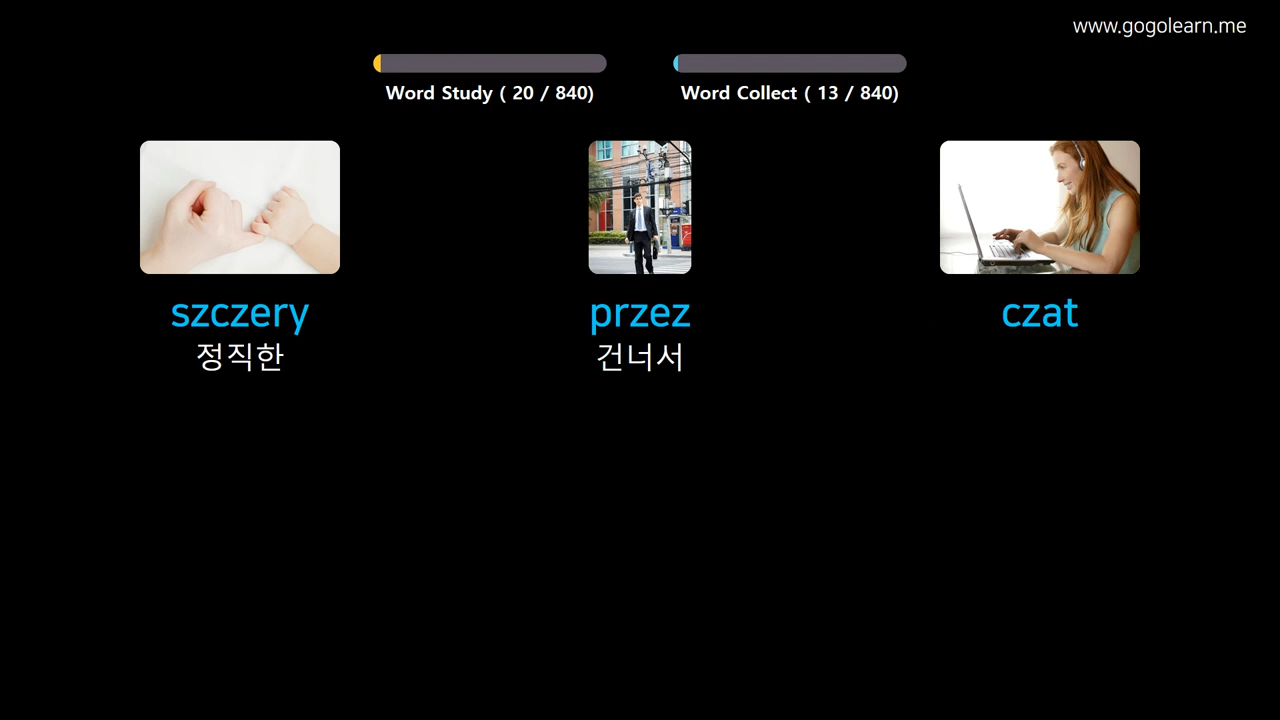 www.gogolearn.me
Word Study ( 20 / 840)
Word Collect ( 13 / 840)
szczery
przez
czat
정직한
건너서